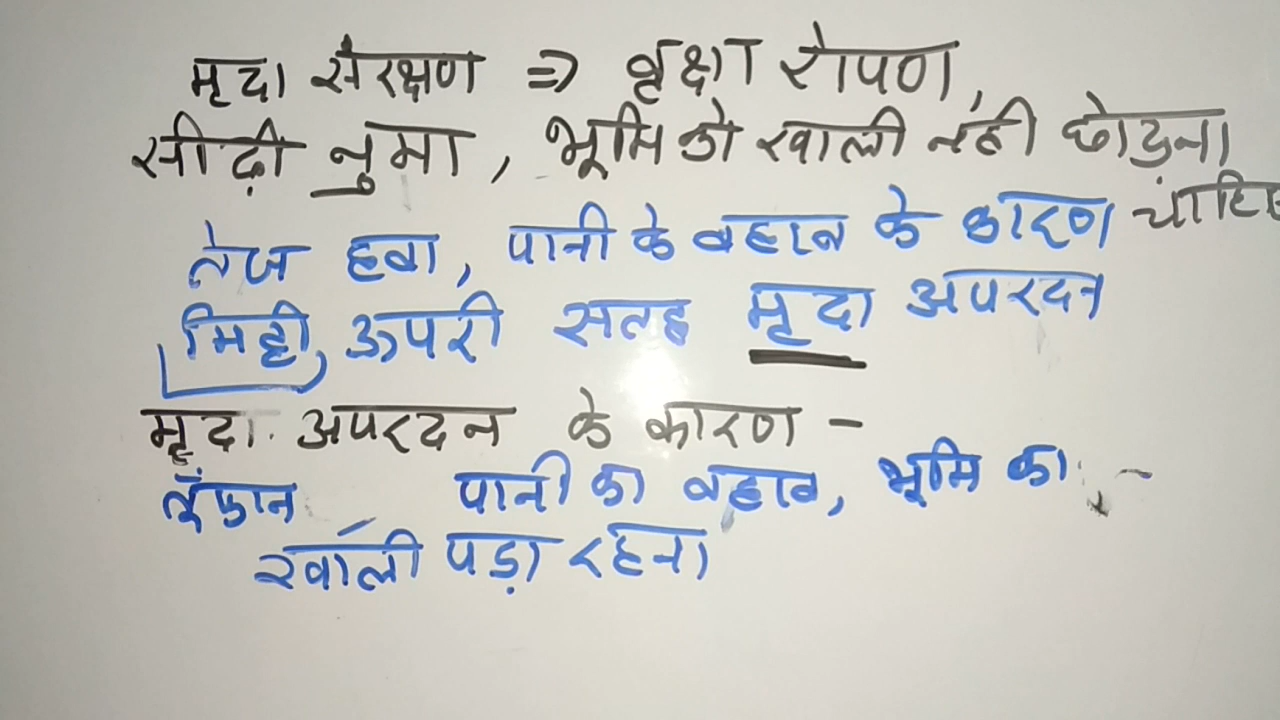 मृदा संरक्षण ⇒ वृक्षा रोपण,
सीढ़ी नुमा, भूमि को खाली नही छोड़ना
चाहिए
तेज हवा, पानी के बहाव के कारण
मिट्टी, ऊपरी सतह मृदा अपरदन
मृदा अपरदन के कारण -
तूफान पानी का बहाव, भूमि का
खाली पड़ा रहना